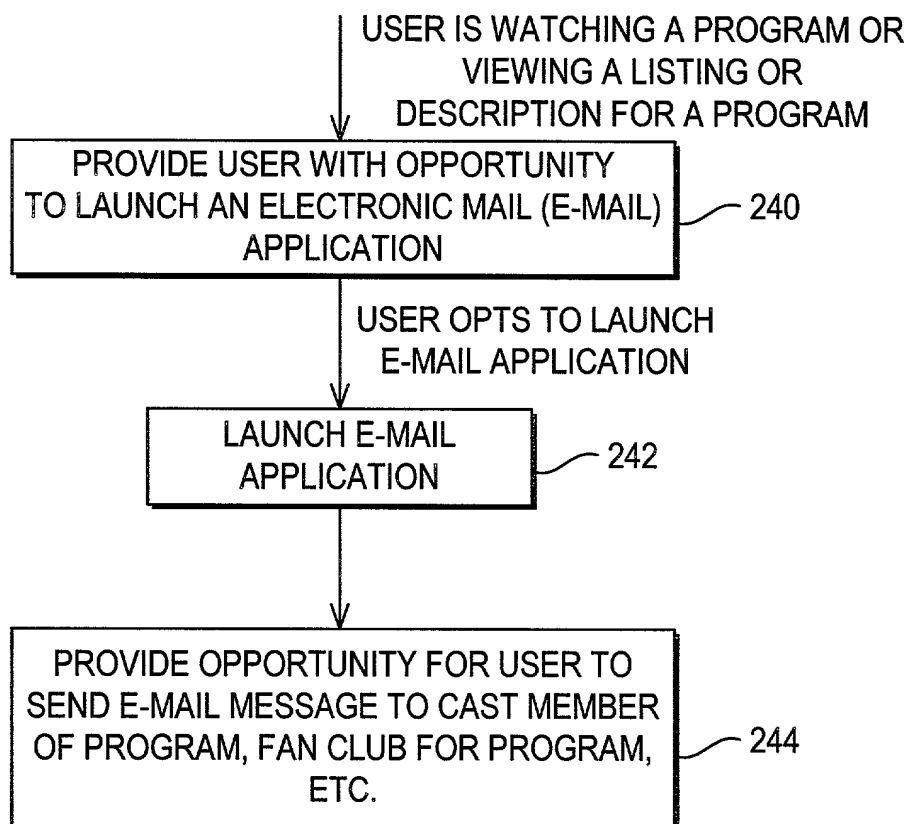 USER IS WATCHING A PROGRAM OR
VIEWING A LISTING OR
DESCRIPTION FOR A PROGRAM
PROVIDE USER WITH OPPORTUNITY
TO LAUNCH AN ELECTRONIC MAIL (E-MAIL)
APPLICATION
240
USER OPTS TO LAUNCH
E-MAIL APPLICATION
LAUNCH E-MAIL
APPLICATION
242
PROVIDE OPPORTUNITY FOR USER TO
SEND E-MAIL MESSAGE TO CAST MEMBER
OF PROGRAM, FAN CLUB FOR PROGRAM,
ETC.
244